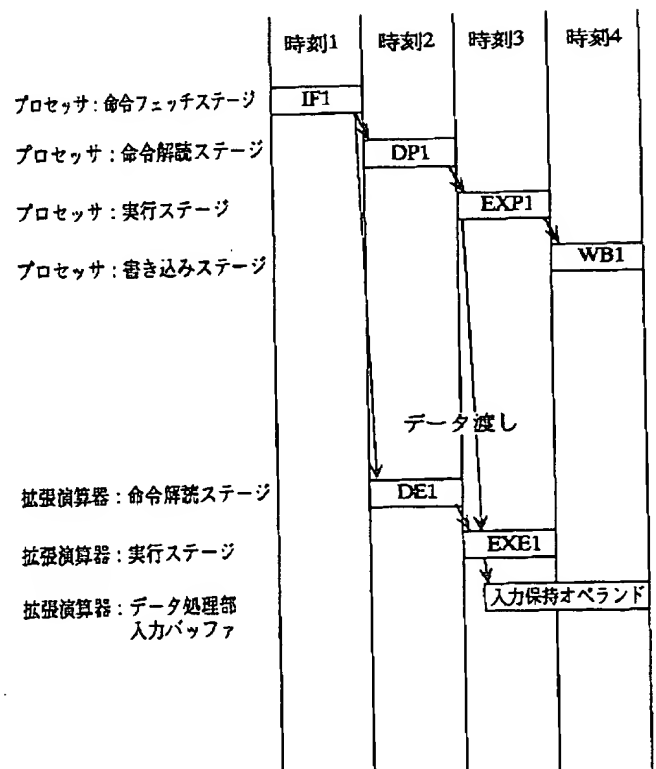 時刻1 時刻2 時刻3 時刻4
プロセッサ：命令フェッチステージ IF1
プロセッサ：命令解読ステージ DP1
プロセッサ：実行ステージ EXP1
プロセッサ：書き込みステージ WB1
データ渡し
拡張演算器：命令解読ステージ DE1
拡張演算器：実行ステージ EXE1
拡張演算器：データ処理部 入力保持オペランド
入力バッファ